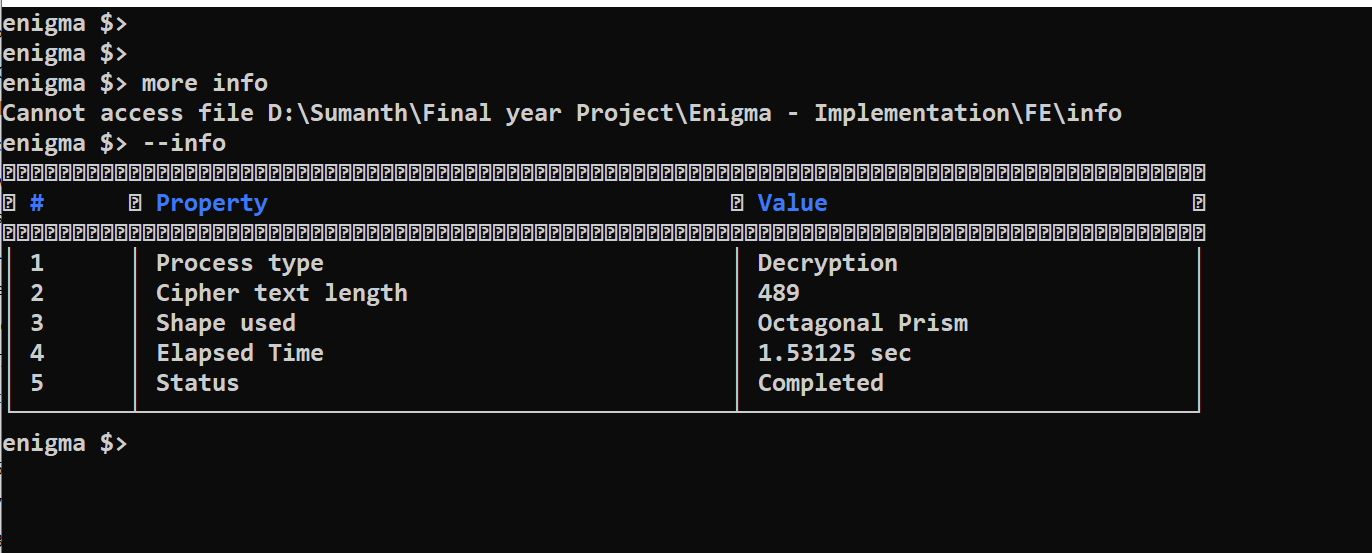 enigma $>
enigma $>
enigma $> more info
Cannot access file D:\Sumanth\Final year Project\Enigma - Implementation\FE\info
enigma $> --info
# Property Value
1 Process type Decryption
2 Cipher text length 489
3 Shape used Octagonal Prism
4 Elapsed Time 1.53125 sec
5 Status Completed
enigma $>